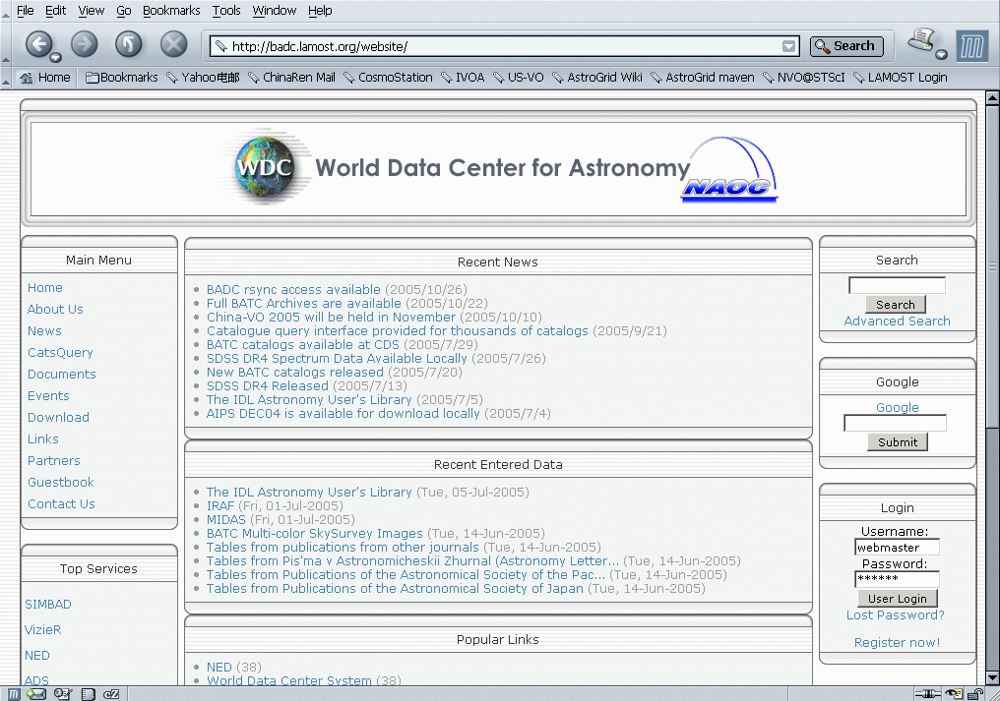 File Edit View Go Bookmarks Tools Window Help
http://badc.lamost.org/website/ Search
Home Bookmarks Yahoo电邮 ChinaRen Mail CosmoStation IVOA US-VO AstroGrid Wiki AstroGrid maven NVO@STScI LAMOST Login
WDC World Data Center for Astronomy NAOC
Main Menu
Home
About Us
News
CatsQuery
Documents
Events
Download
Links
Partners
Guestbook
Contact Us
Top Services
SIMBAD
VizieR
NED
ADS
Recent News
BADC rsync access available (2005/10/26)
Full BATC Archives are available (2005/10/22)
China-VO 2005 will be held in November (2005/10/10)
Catalogue query interface provided for thousands of catalogs (2005/9/21)
BATC catalogs available at CDS (2005/7/29)
SDSS DR4 Spectrum Data Available Locally (2005/7/26)
New BATC catalogs released (2005/7/20)
SDSS DR4 Released (2005/7/13)
The IDL Astronomy User's Library (2005/7/5)
AIPS DEC04 is available for download locally (2005/7/4)
Recent Entered Data
The IDL Astronomy User's Library (Tue, 05-Jul-2005)
IRAF (Fri, 01-Jul-2005)
MIDAS (Fri, 01-Jul-2005)
BATC Multi-color SkySurvey Images (Tue, 14-Jun-2005)
Tables from publications from other journals (Tue, 14-Jun-2005)
Tables from Pis'ma v Astronomicheskii Zhurnal (Astronomy Letter... (Tue, 14-Jun-2005)
Tables from Publications of the Astronomical Society of the Pac... (Tue, 14-Jun-2005)
Tables from Publications of the Astronomical Society of Japan (Tue, 14-Jun-2005)
Popular Links
NED (38)
World Data Center System (38)
Search
Search
Advanced Search
Google
Google
Submit
Login
Username:
webmaster
Password:
******
User Login
Lost Password?
Register now!
cZ